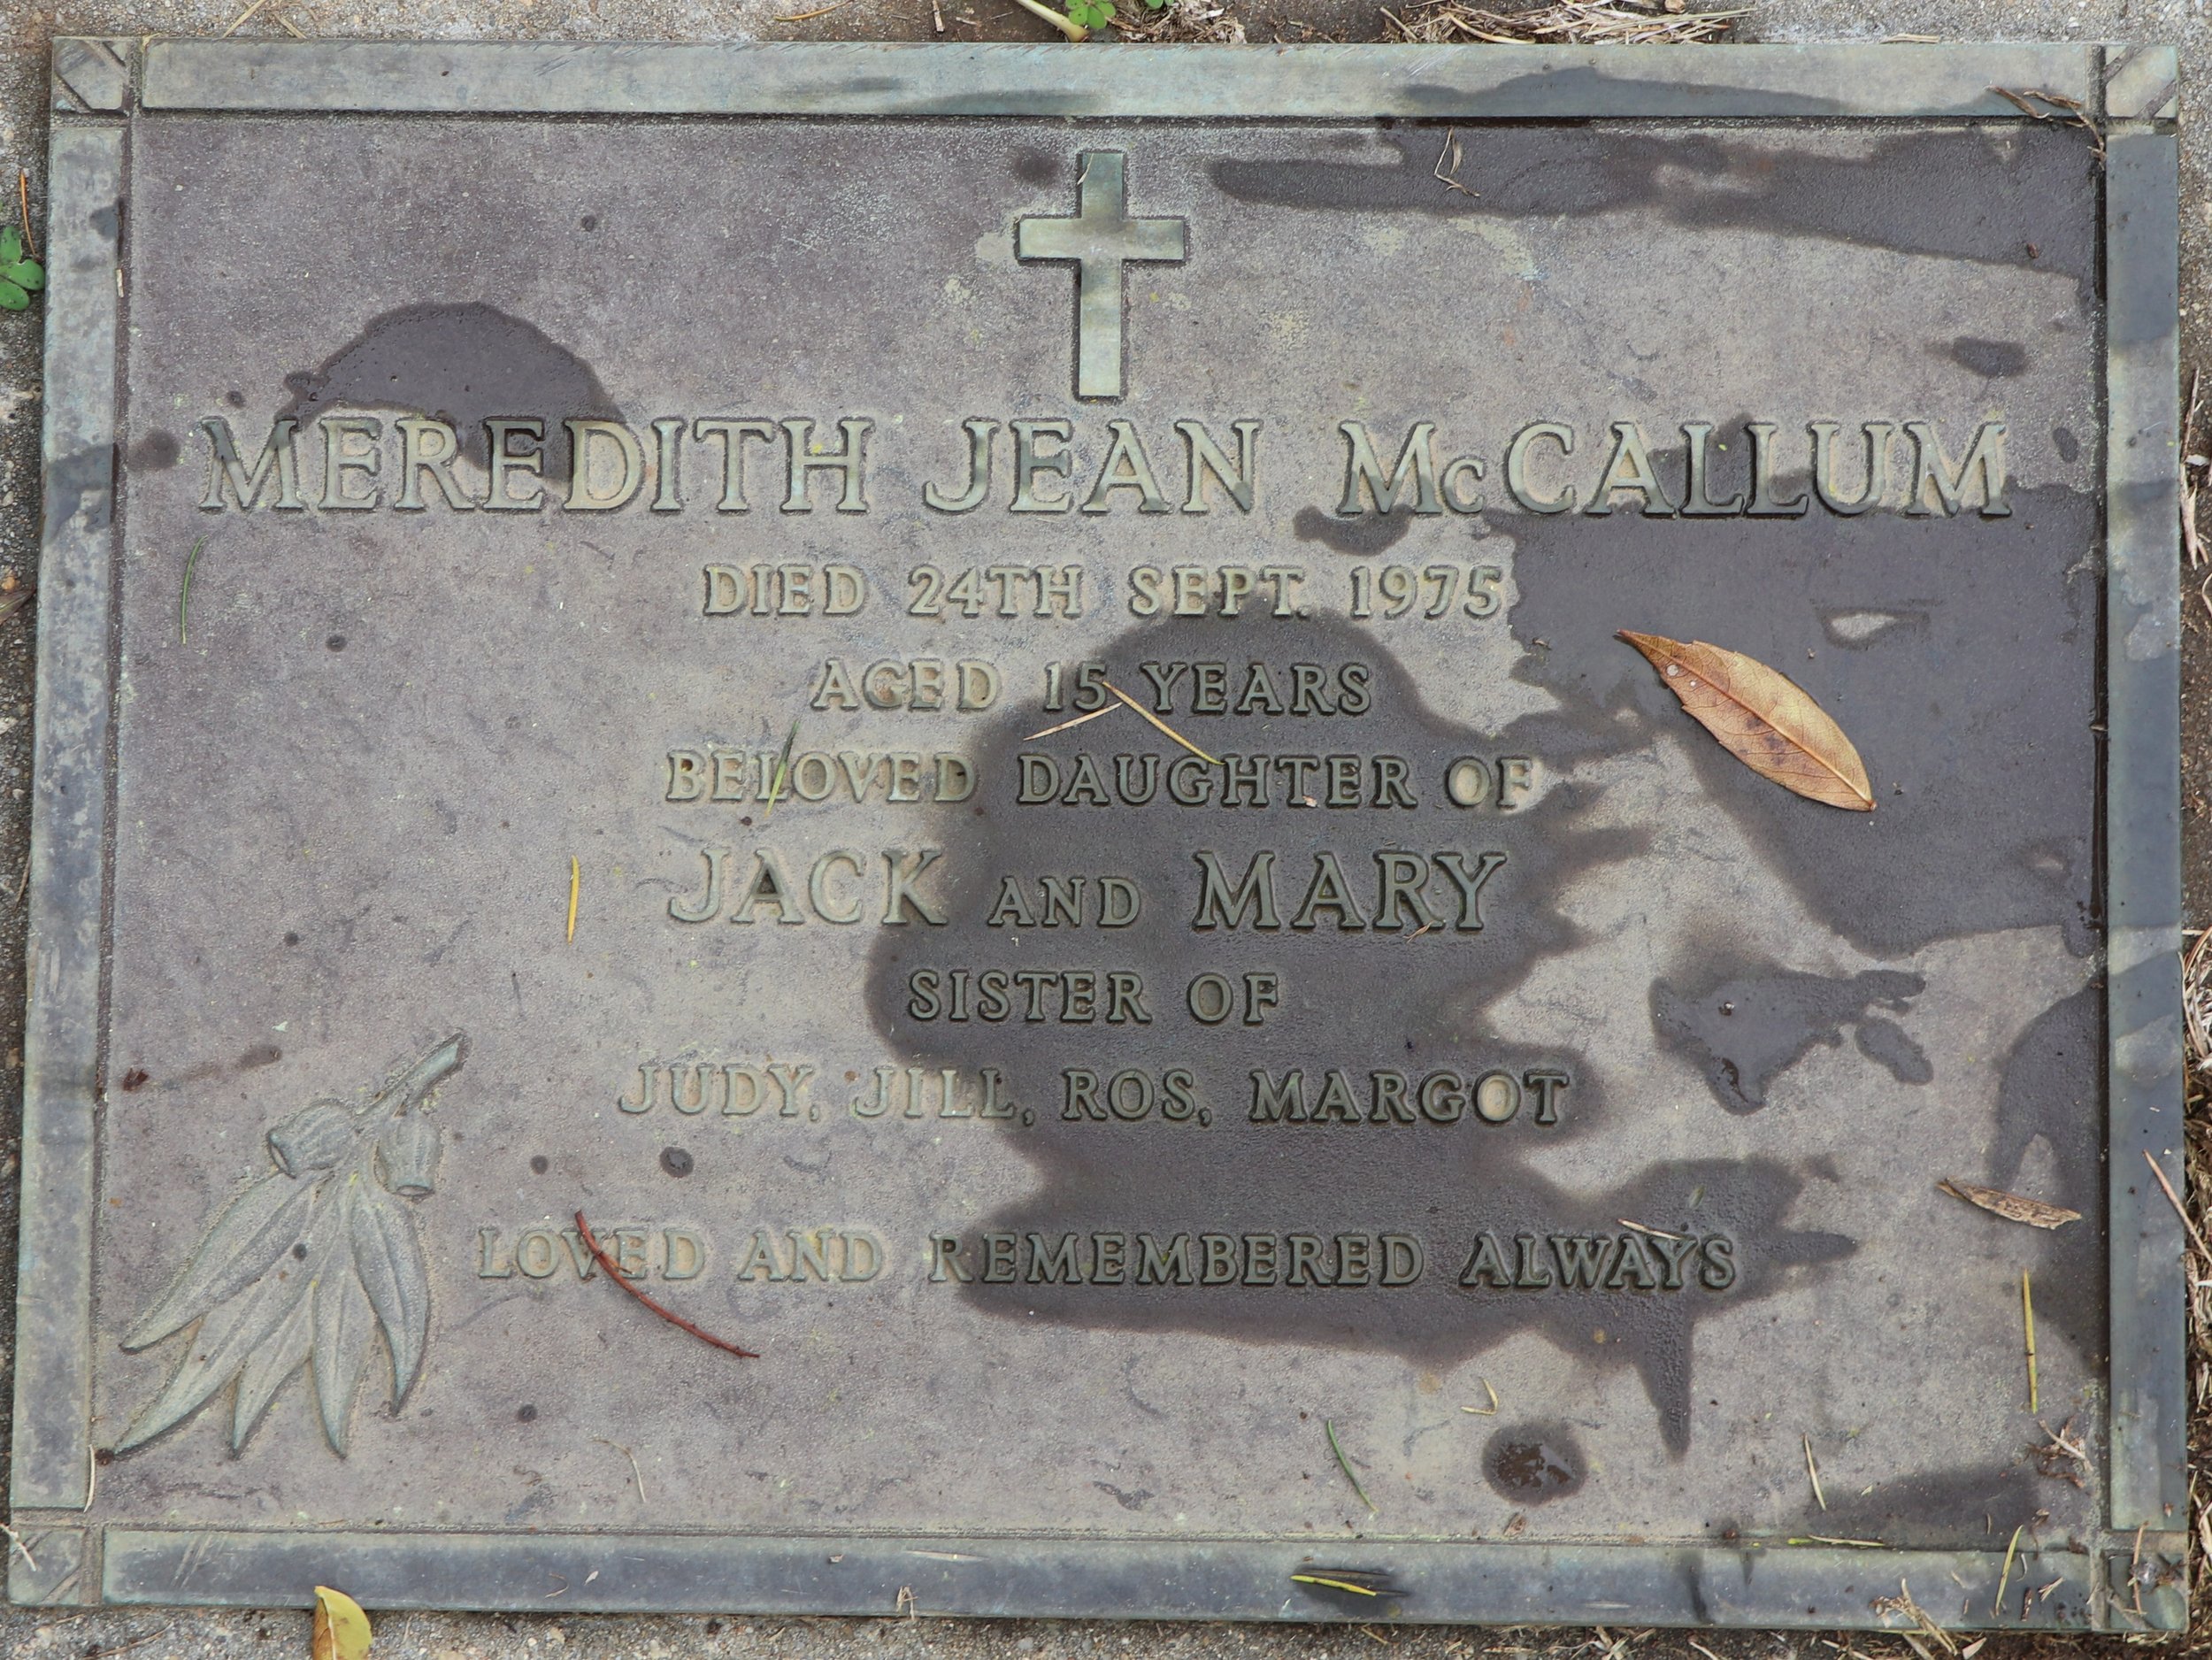 MEREDITH JEAN McCALLUM
DIED 24TH SEPT. 1975
AGED 15 YEARS
BELOVED DAUGHTER OF
JACK AND MARY
SISTER OF
JUDY, JILL, ROS, MARGOT
LOVED AND REMEMBERED ALWAYS